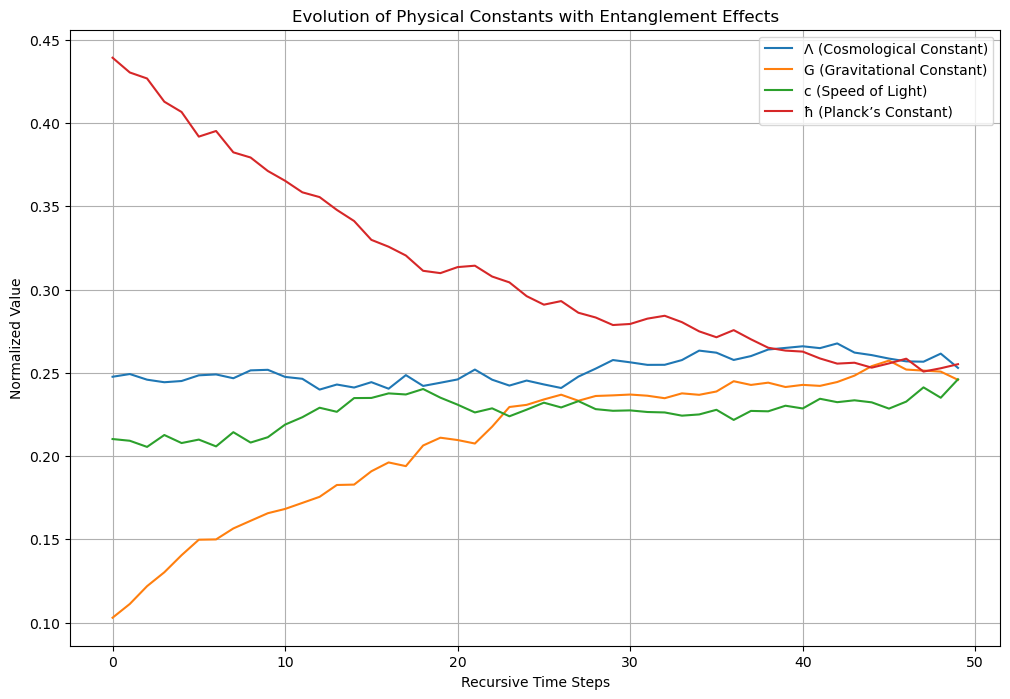 Evolution of Physical Constants with Entanglement Effects
Λ (Cosmological Constant)
G (Gravitational Constant)
c (Speed of Light)
ħ (Planck’s Constant)
Normalized Value
0.45
0.40
0.35
0.30
0.25
0.20
0.15
0.10
0 10 20 30 40 50
Recursive Time Steps